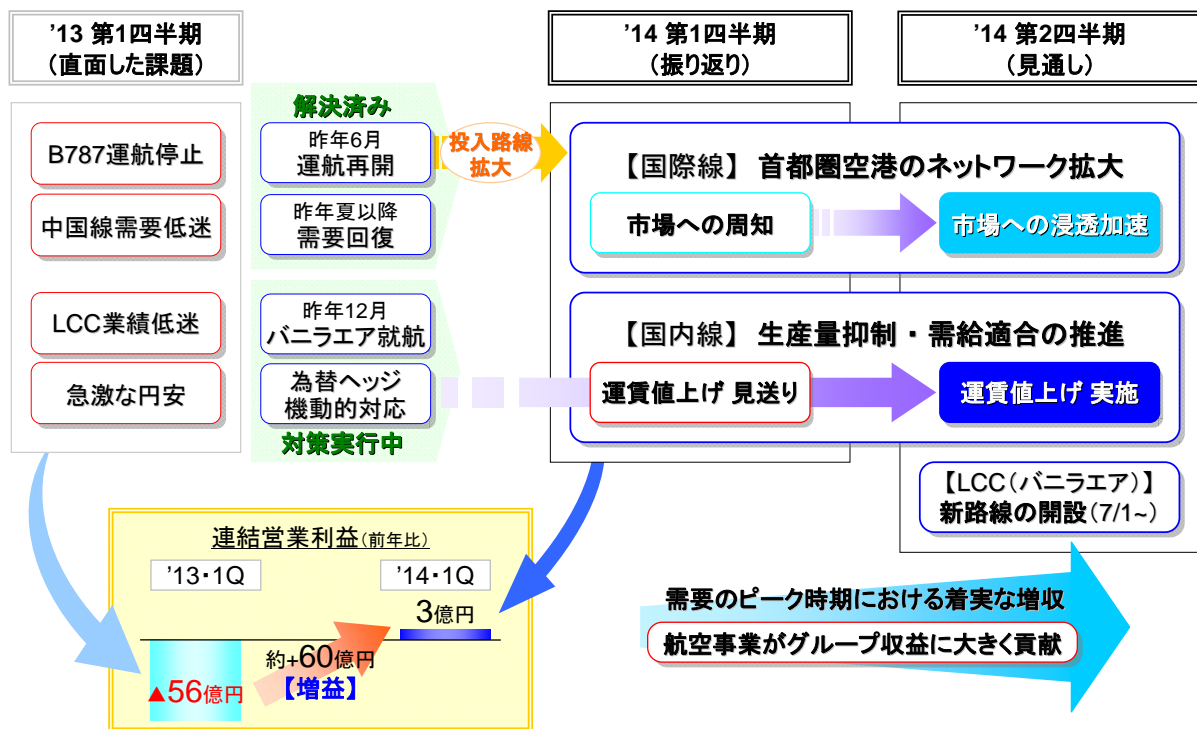 ’13 第1四半期
（直面した課題）
’14 第1四半期
（振り返り）
’14 第2四半期
（見通し）
B787運航停止
中国線需要低迷
LCC業績低迷
急激な円安
解決済み
昨年6月
運航再開
昨年夏以降
需要回復
昨年12月
バニラエア就航
為替ヘッジ
機動的対応
対策実行中
投入路線
拡大
【国際線】 首都圏空港のネットワーク拡大
市場への周知
市場への浸透加速
【国内線】 生産量抑制・需給適合の推進
運賃値上げ 見送り
運賃値上げ 実施
【LCC（バニラエア）】
新路線の開設（7/1~）
連結営業利益（前年比）
’13・1Q
’14・1Q
3億円
約+60億円
【増益】
▲56億円
需要のピーク時期における着実な増収
航空事業がグループ収益に大きく貢献